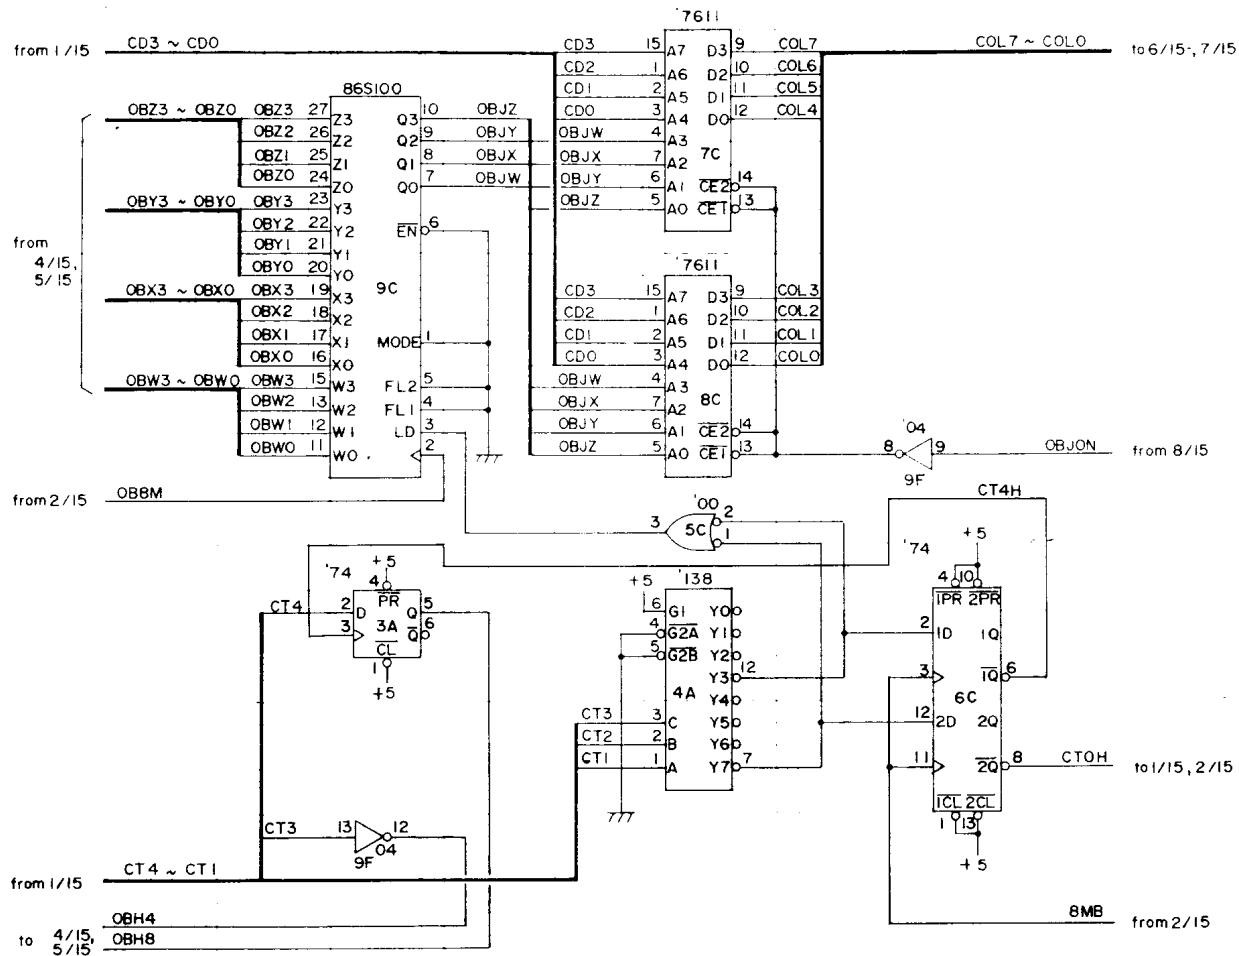 '7611
from 1/15 CD3 ~ CD0 CD3 15 A7 D3 9 COL7 COL7 ~ COL0 to 6/15, 7/15
CD2 1 A6 D2 10 COL6
CD1 2 A5 D1 11 COL5
CD0 3 A4 D0 12 COL4
OBJW 4 A3
OBJX 7 A2 7C
OBJY 6 A1 CE2 14
OBJZ 5 A0 CE1 13
86S100
OBZ3 ~ OBZ0 OBZ3 27 Z3 Q3 10 OBJZ
OBZ2 26 Z2 Q2 9 OBJY
OBZ1 25 Z1 Q1 8 OBJX
OBZ0 24 Z0 Q0 7 OBJW
OBY3 ~ OBY0 OBY3 23 Y3
OBY2 22 Y2 EN 6
OBY1 21 Y1
OBY0 20 Y0
from
4/15,
5/15
9C
OBX3 ~ OBX0 OBX3 19 X3
OBX2 18 X2
OBX1 17 X1 MODE 1
OBX0 16 X0
OBW3 ~ OBW0 OBW3 15 W3 FL2 5
OBW2 13 W2 FL1 4
OBW1 12 W1 LD 3
OBW0 11 W0 2
from 2/15 OB8M
'7611
CD3 15 A7 D3 9 COL3
CD2 1 A6 D2 10 COL2
CD1 2 A5 D1 11 COL1
CD0 3 A4 D0 12 COL0
OBJW 4 A3
OBJX 7 A2 8C
OBJY 6 A1 CE2 14
OBJZ 5 A0 CE1 13
'04
8 9 OBJON from 8/15
9F
CT4H
'00
3 5C 2
1
'74
+5
4 PR
CT4 2 D Q 5
3 3A Q 6
CL
1
+5
'138
+5
6 G1 Y0
4 G2A Y1
5 G2B Y2
4A Y3 12
Y4
CT3 3 C Y5
CT2 2 B Y6
CT1 1 A Y7 7
'74
+5
4 10
1PR 2PR
2 1D 1Q
3 1Q 6
6C
12 2D 2Q
11 2Q 8 CT0H to 1/15, 2/15
1CL 2CL
1 13
+5
CT3 13 12
9F 04
from 1/15 CT4 ~ CT1
OBH4
to 4/15,
5/15 OBH8
8MB from 2/15